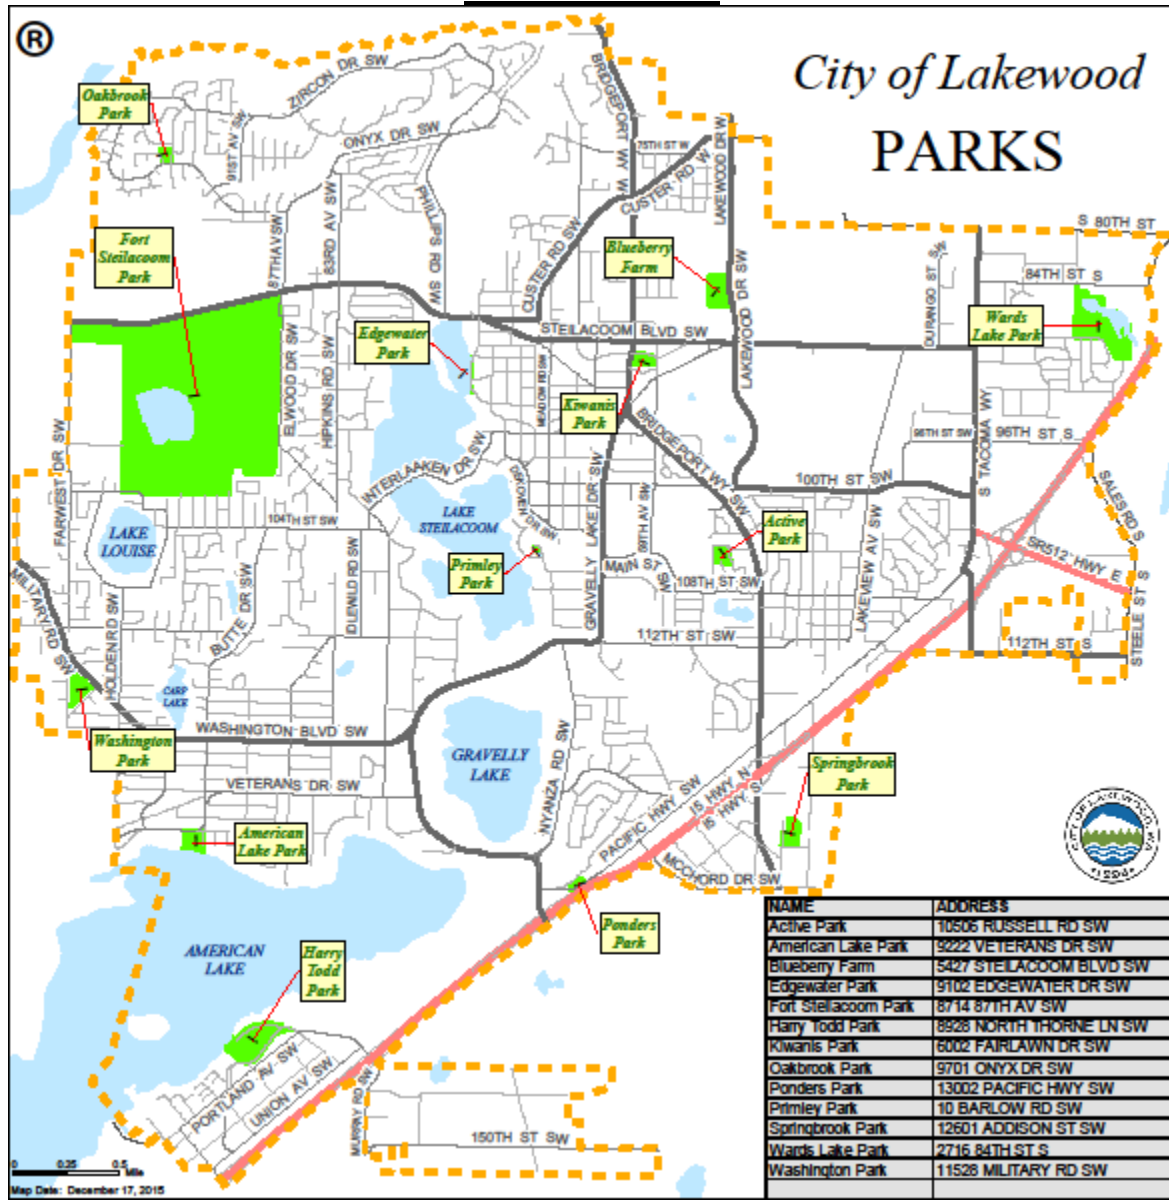 ®
City of Lakewood
PARKS
ZIRCON DR SW
BRIDGEPORT WY W
Oakbrook
Park
91ST AV SW
ONYX DR SW
75TH ST W
CUSTER RD W
LAKEWOOD DR W
87TH AV SW
83RD AV SW
PHILLIPS RD SW
CUSTER RD SW
S 80TH ST
Fort
Steilacoom
Park
Blueberry
Farm
LAKEWOOD DR SW
DURANGO ST SW
84TH ST S
Wards
Lake Park
Edgewater
Park
STEILACOOM BLVD SW
ELWOOD DR SW
HIPKINS RD SW
MEADOW RD SW
Kiwanis
Park
BRIDGEPORT WY SW
S TACOMA WY
96TH ST SW
96TH ST S
FARWEST DR SW
INTERLAAKEN DR SW
DEKOVEN DR SW
GRAVELLY LAKE DR SW
59TH AV SW
100TH ST SW
SALES RD S
LAKE
LOUISE
104TH ST SW
LAKE
STEILACOOM
Active
Park
LAKEVIEW AV SW
SR512 HWY E
Primley
Park
MAIN ST SW
108TH ST SW
MILITARY RD SW
HOLDEN RD SW
BUTTE DR SW
IDLEWILD RD SW
112TH ST SW
112TH ST S
STEELE ST S
CARP
LAKE
Washington
Park
WASHINGTON BLVD SW
GRAVELLY
LAKE
NYANZA RD SW
VETERANS DR SW
PACIFIC HWY SW
I5 HWY N
I5 HWY S
Springbrook
Park
American
Lake Park
MCCHORD DR SW
CITY OF LAKEWOOD, WA
Ponders
Park
AMERICAN
LAKE
Harry
Todd
Park
PORTLAND AV SW
UNION AV SW
MURRAY RD SW
150TH ST SW
NAME ADDRESS
Active Park 10506 RUSSELL RD SW
American Lake Park 9222 VETERANS DR SW
Blueberry Farm 5427 STEILACOOM BLVD SW
Edgewater Park 9102 EDGEWATER DR SW
Fort Steilacoom Park 8714 87TH AV SW
Harry Todd Park 8928 NORTH THORNE LN SW
Kiwanis Park 6002 FAIRLAWN DR SW
Oakbrook Park 9701 ONYX DR SW
Ponders Park 13002 PACIFIC HWY SW
Primley Park 10 BARLOW RD SW
Springbrook Park 12601 ADDISON ST SW
Wards Lake Park 2716 84TH ST S
Washington Park 11528 MILITARY RD SW
0 0.25 0.5
Mile
Map Date: December 17, 2015